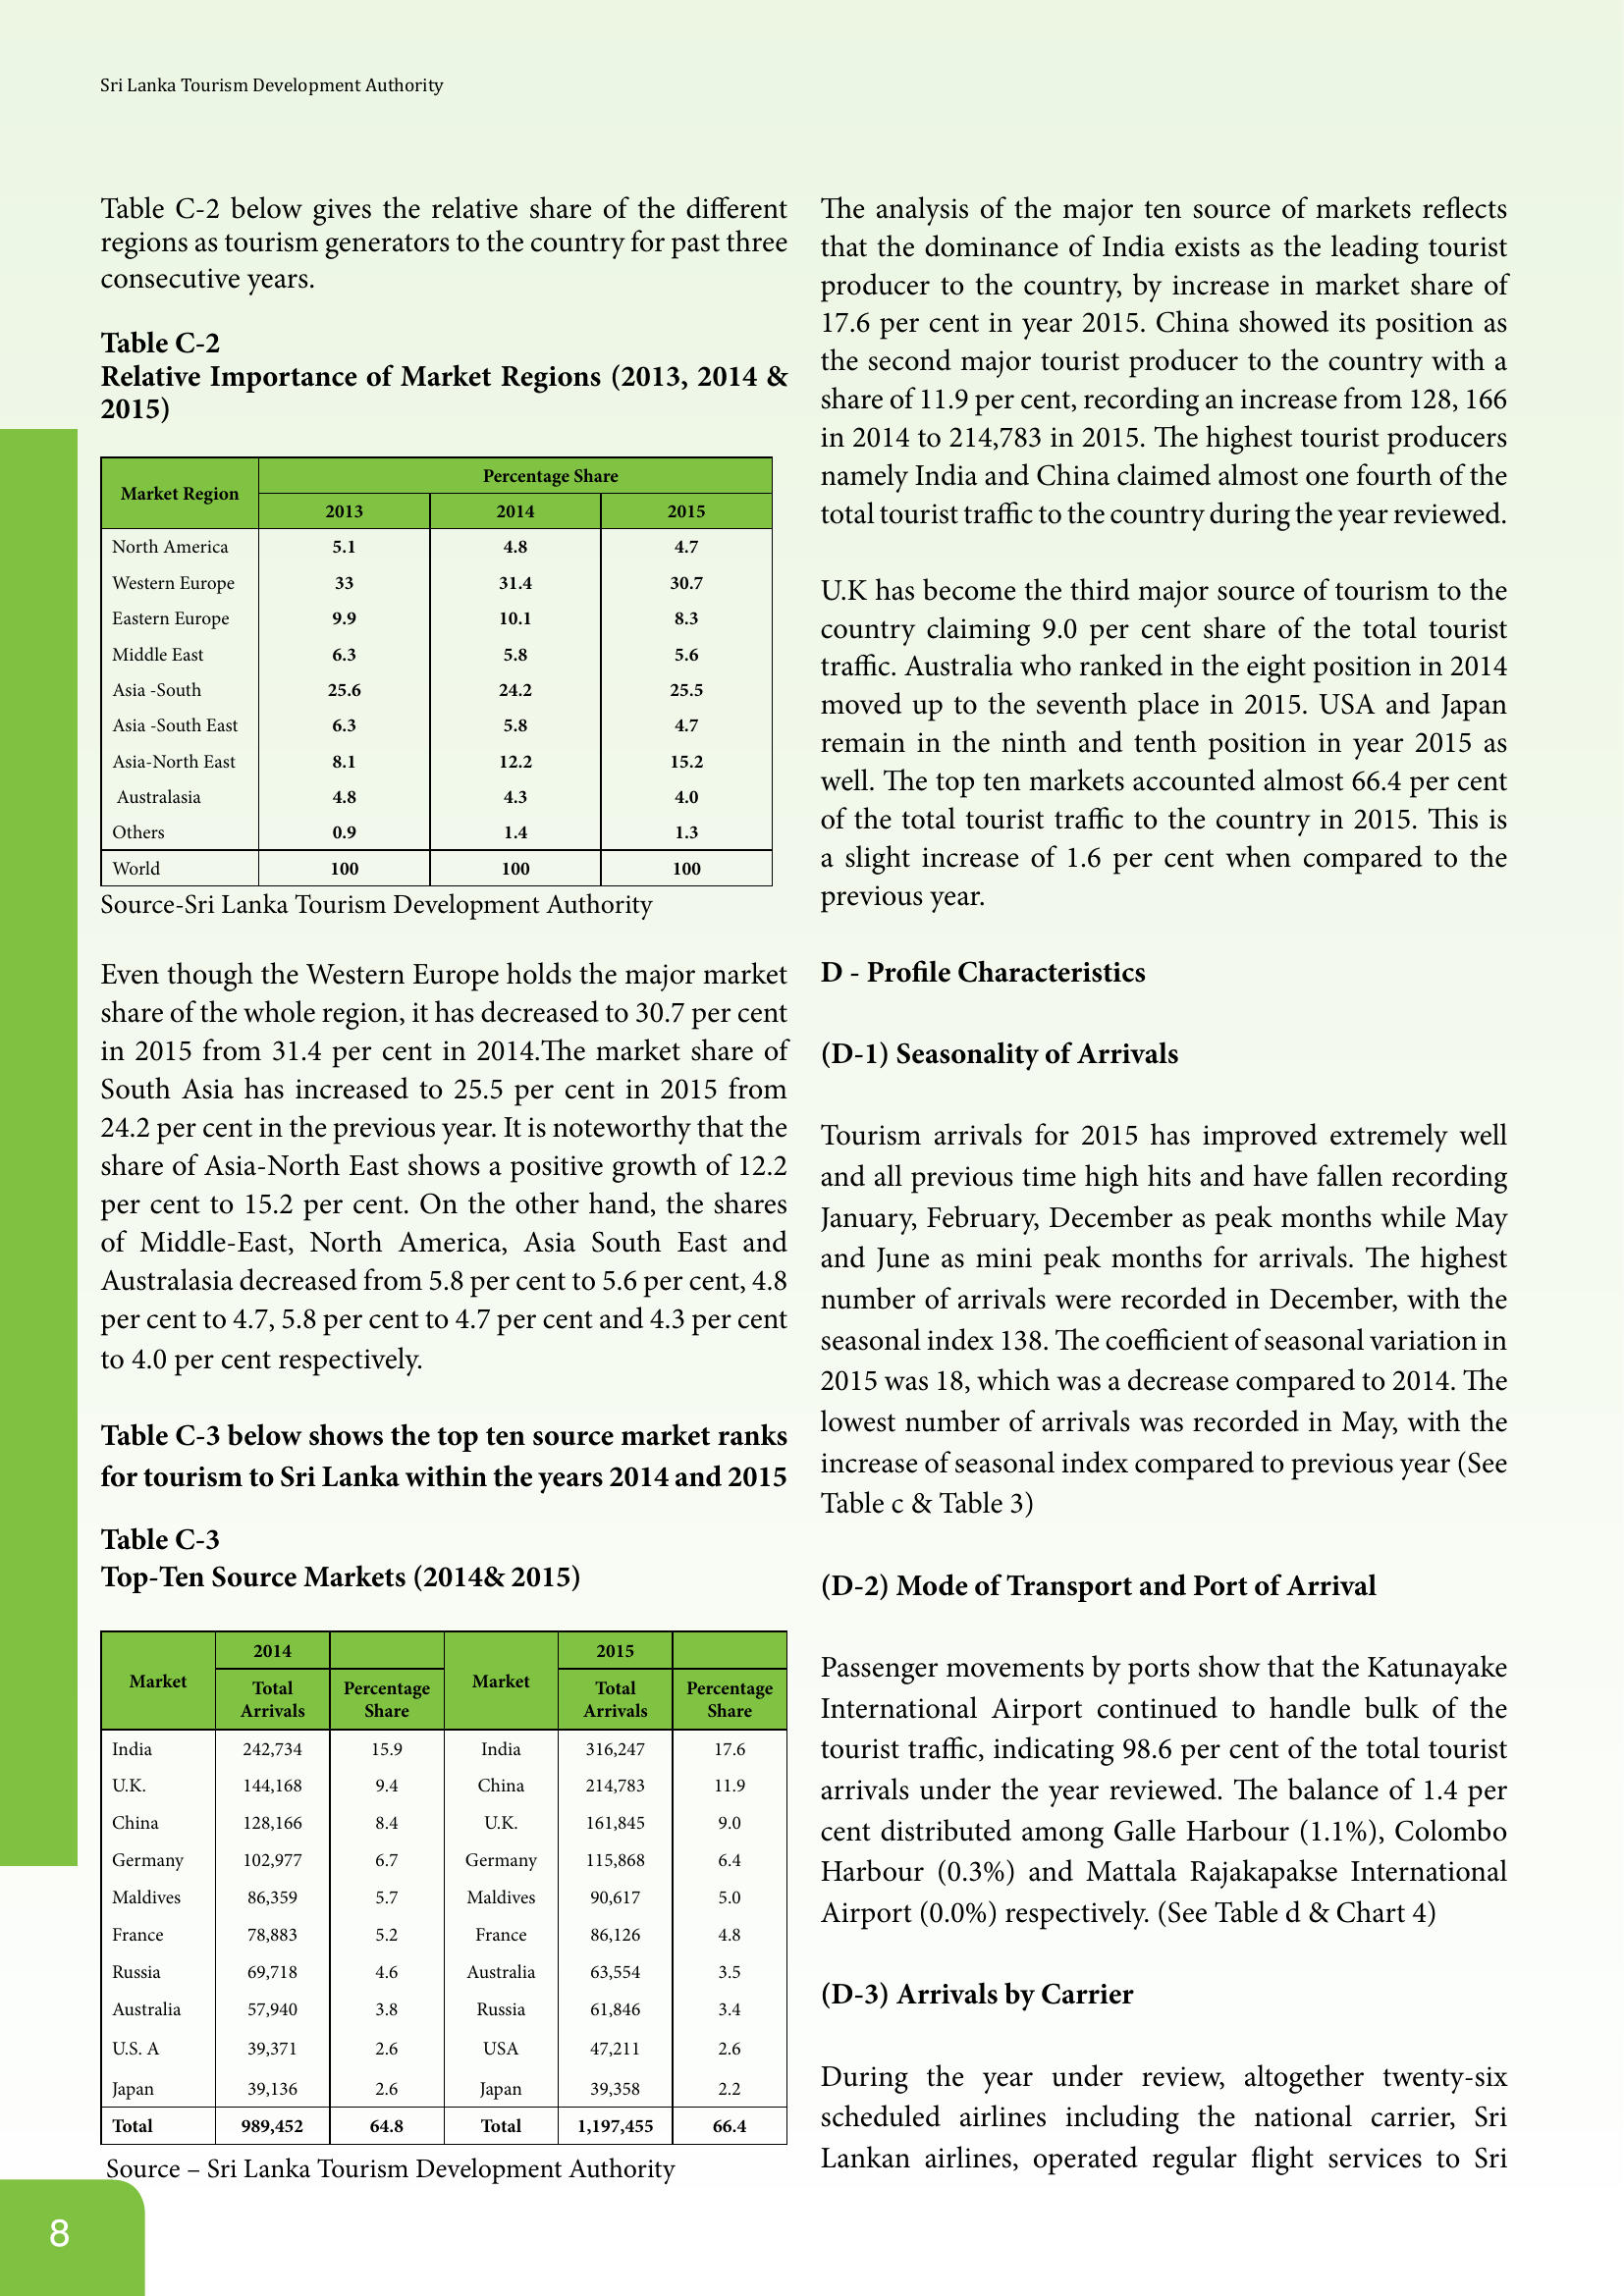 Sri Lanka Tourism Development Authority
Table C-2 below gives the relative share of the different
regions as tourism generators to the country for past three
consecutive years.
Table C-2
Relative Importance of Market Regions (2013, 2014 &
2015)
Market Region Percentage Share
2013 2014 2015
North America 5.1 4.8 4.7
Western Europe 33 31.4 30.7
Eastern Europe 9.9 10.1 8.3
Middle East 6.3 5.8 5.6
Asia -South 25.6 24.2 25.5
Asia -South East 6.3 5.8 4.7
Asia-North East 8.1 12.2 15.2
Australasia 4.8 4.3 4.0
Others 0.9 1.4 1.3
World 100 100 100
Source-Sri Lanka Tourism Development Authority
Even though the Western Europe holds the major market
share of the whole region, it has decreased to 30.7 per cent
in 2015 from 31.4 per cent in 2014.The market share of
South Asia has increased to 25.5 per cent in 2015 from
24.2 per cent in the previous year. It is noteworthy that the
share of Asia-North East shows a positive growth of 12.2
per cent to 15.2 per cent. On the other hand, the shares
of Middle-East, North America, Asia South East and
Australasia decreased from 5.8 per cent to 5.6 per cent, 4.8
per cent to 4.7, 5.8 per cent to 4.7 per cent and 4.3 per cent
to 4.0 per cent respectively.
Table C-3 below shows the top ten source market ranks
for tourism to Sri Lanka within the years 2014 and 2015
Table C-3
Top-Ten Source Markets (2014& 2015)
Market 2014 Market 2015
Total Arrivals Percentage Share Total Arrivals Percentage Share
India 242,734 15.9 India 316,247 17.6
U.K. 144,168 9.4 China 214,783 11.9
China 128,166 8.4 U.K. 161,845 9.0
Germany 102,977 6.7 Germany 115,868 6.4
Maldives 86,359 5.7 Maldives 90,617 5.0
France 78,883 5.2 France 86,126 4.8
Russia 69,718 4.6 Australia 63,554 3.5
Australia 57,940 3.8 Russia 61,846 3.4
U.S. A 39,371 2.6 USA 47,211 2.6
Japan 39,136 2.6 Japan 39,358 2.2
Total 989,452 64.8 Total 1,197,455 66.4
Source – Sri Lanka Tourism Development Authority
The analysis of the major ten source of markets reflects
that the dominance of India exists as the leading tourist
producer to the country, by increase in market share of
17.6 per cent in year 2015. China showed its position as
the second major tourist producer to the country with a
share of 11.9 per cent, recording an increase from 128, 166
in 2014 to 214,783 in 2015. The highest tourist producers
namely India and China claimed almost one fourth of the
total tourist traffic to the country during the year reviewed.
U.K has become the third major source of tourism to the
country claiming 9.0 per cent share of the total tourist
traffic. Australia who ranked in the eight position in 2014
moved up to the seventh place in 2015. USA and Japan
remain in the ninth and tenth position in year 2015 as
well. The top ten markets accounted almost 66.4 per cent
of the total tourist traffic to the country in 2015. This is
a slight increase of 1.6 per cent when compared to the
previous year.
D - Profile Characteristics
(D-1) Seasonality of Arrivals
Tourism arrivals for 2015 has improved extremely well
and all previous time high hits and have fallen recording
January, February, December as peak months while May
and June as mini peak months for arrivals. The highest
number of arrivals were recorded in December, with the
seasonal index 138. The coefficient of seasonal variation in
2015 was 18, which was a decrease compared to 2014. The
lowest number of arrivals was recorded in May, with the
increase of seasonal index compared to previous year (See
Table c & Table 3)
(D-2) Mode of Transport and Port of Arrival
Passenger movements by ports show that the Katunayake
International Airport continued to handle bulk of the
tourist traffic, indicating 98.6 per cent of the total tourist
arrivals under the year reviewed. The balance of 1.4 per
cent distributed among Galle Harbour (1.1%), Colombo
Harbour (0.3%) and Mattala Rajakapakse International
Airport (0.0%) respectively. (See Table d & Chart 4)
(D-3) Arrivals by Carrier
During the year under review, altogether twenty-six
scheduled airlines including the national carrier, Sri
Lankan airlines, operated regular flight services to Sri
8